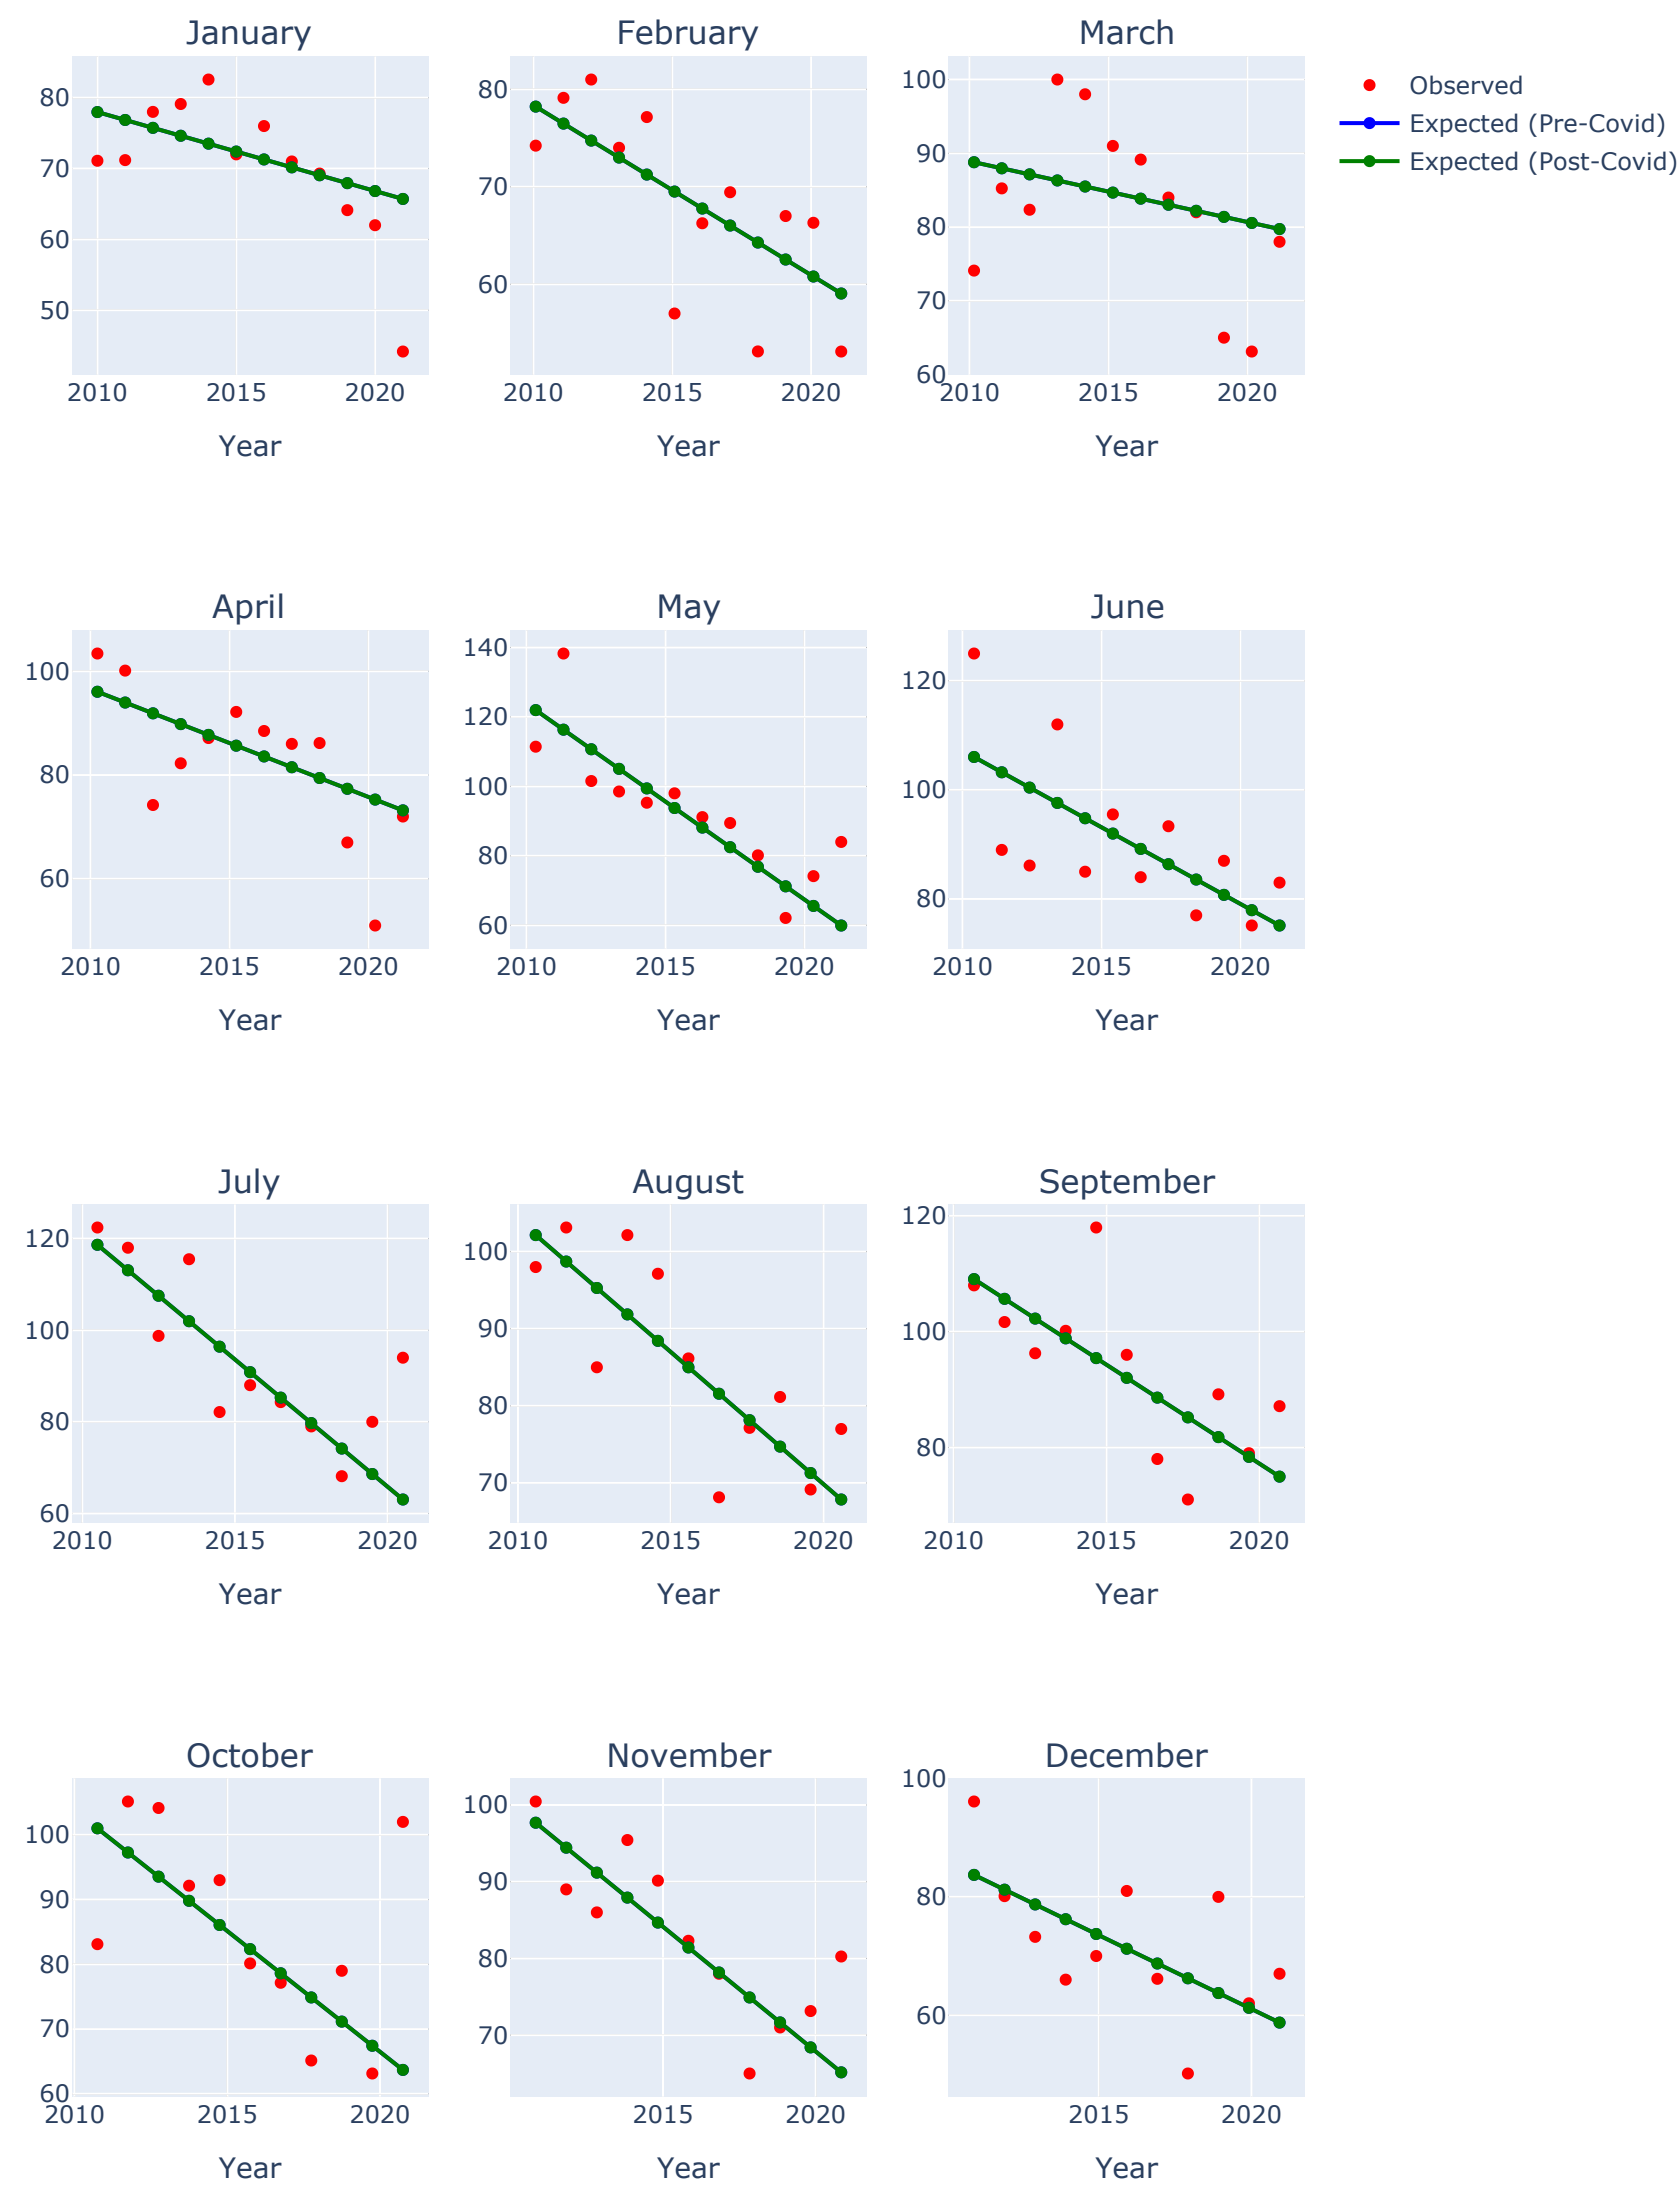 January
February
March
80
70
60
50
2010 2015 2020
Year
80
70
60
2010 2015 2020
Year
100
90
80
70
60
2010 2015 2020
Year
Observed
Expected (Pre-Covid)
Expected (Post-Covid)
April
May
June
100
80
60
2010 2015 2020
Year
140
120
100
80
60
2010 2015 2020
Year
120
100
80
2010 2015 2020
Year
July
August
September
120
100
80
60
2010 2015 2020
Year
100
90
80
70
2010 2015 2020
Year
120
100
80
2010 2015 2020
Year
October
November
December
100
90
80
70
60
2010 2015 2020
Year
100
90
80
70
2015 2020
Year
100
80
60
2015 2020
Year